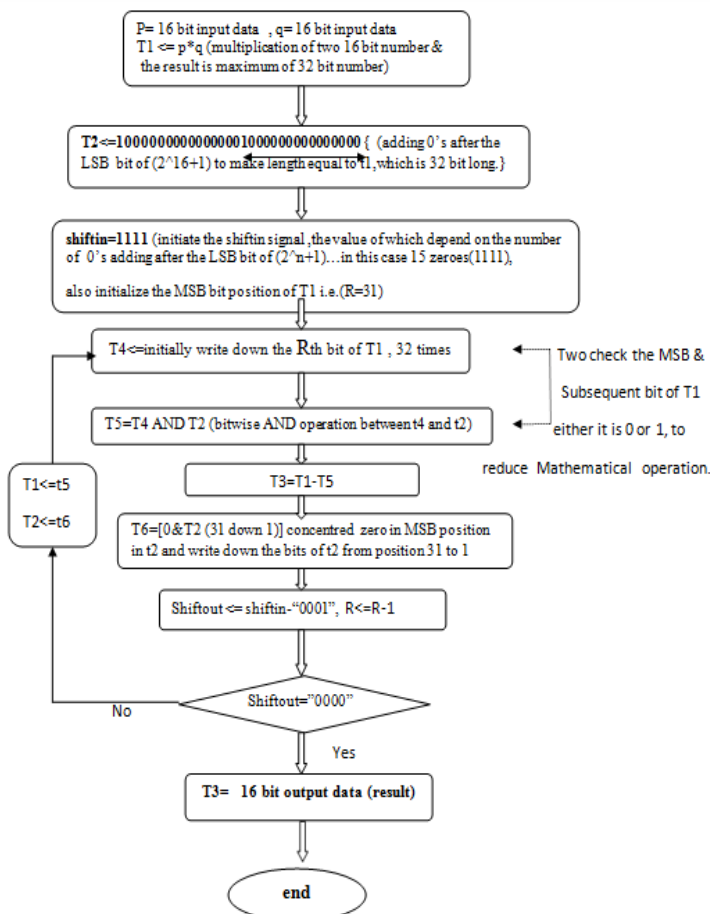 P= 16 bit input data , q= 16 bit input data
T1 <= p*q (multiplication of two 16 bit number &
the result is maximum of 32 bit number)
T2<=10000000000000001000000000000000 { (adding 0's after the
LSB bit of (2^16+1) to make length equal to t1, which is 32 bit long.}
shiftin=1111 (initiate the shiftin signal ,the value of which depend on the number
of 0's adding after the LSB bit of (2^n+1)...in this case 15 zeroes(1111),
also initialize the MSB bit position of T1 i.e.(R=31)
T4<=initially write down the Rth bit of T1 , 32 times
Two check the MSB &
Subsequent bit of T1
either it is 0 or 1, to
reduce Mathematical operation.
T5=T4 AND T2 (bitwise AND operation between t4 and t2)
T1<=t5
T2<=t6
T3=T1-T5
T6=[0&T2 (31 down 1)] concentred zero in MSB position
in t2 and write down the bits of t2 from position 31 to 1
Shiftout <= shiftin-“0001”, R<=R-1
Shiftout=”0000”
No
Yes
T3= 16 bit output data (result)
end